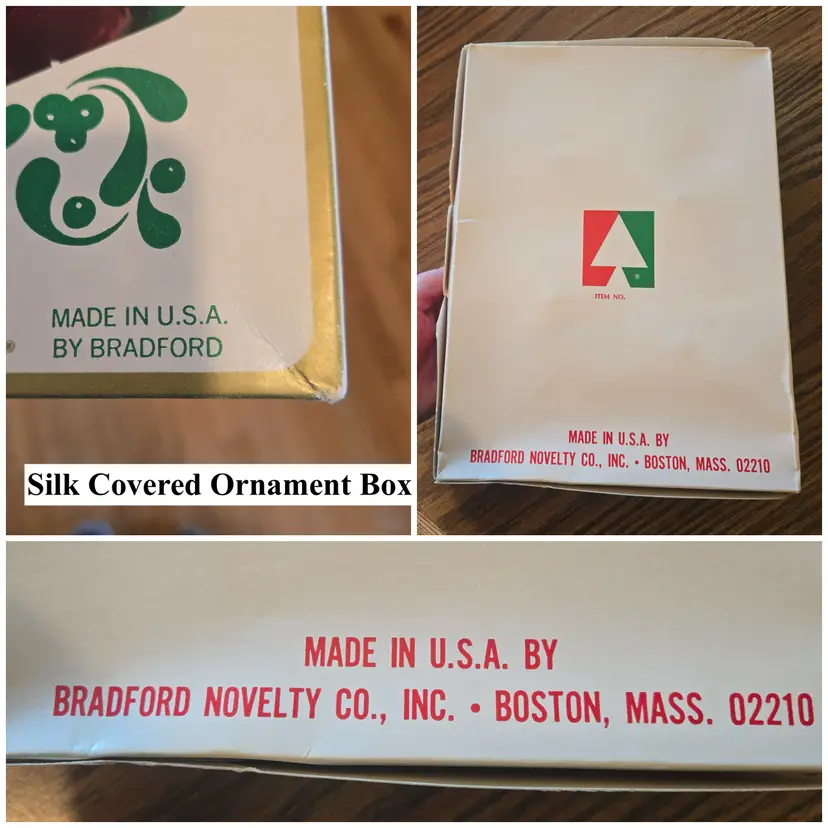 MADE IN U.S.A.
BY BRADFORD
®
Silk Covered Ornament Box
®
ITEM NO.
MADE IN U.S.A. BY
BRADFORD NOVELTY CO., INC. • BOSTON, MASS. 02210
MADE IN U.S.A. BY
BRADFORD NOVELTY CO., INC. • BOSTON, MASS. 02210